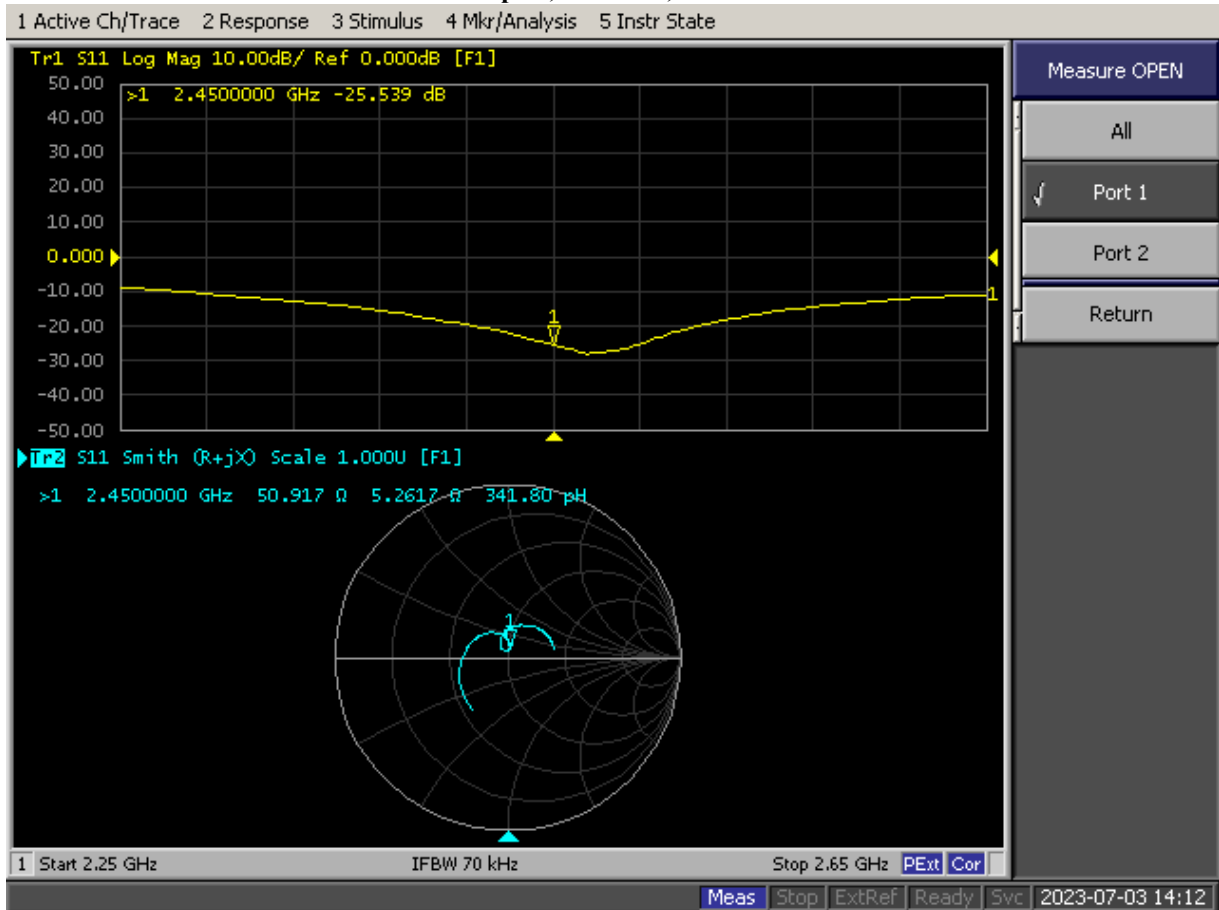 1 Active Ch/Trace 2 Response 3 Stimulus 4 Mkr/Analysis 5 Instr State
Tr1 S11 Log Mag 10.00dB/ Ref 0.000dB [F1]
50.00
>1 2.4500000 GHz -25.539 dB
40.00
30.00
20.00
10.00
0.000
-10.00
-20.00
-30.00
-40.00
-50.00
1
1
Tr2 S11 Smith (R+jX) Scale 1.000U [F1]
>1 2.4500000 GHz 50.917 Ω 5.2617 Ω 341.80 pH
1
1 Start 2.25 GHz IFBW 70 kHz Stop 2.65 GHz PExt Cor
Measure OPEN
All
Port 1
Port 2
Return
Meas Stop ExtRef Ready Svc 2023-07-03 14:12